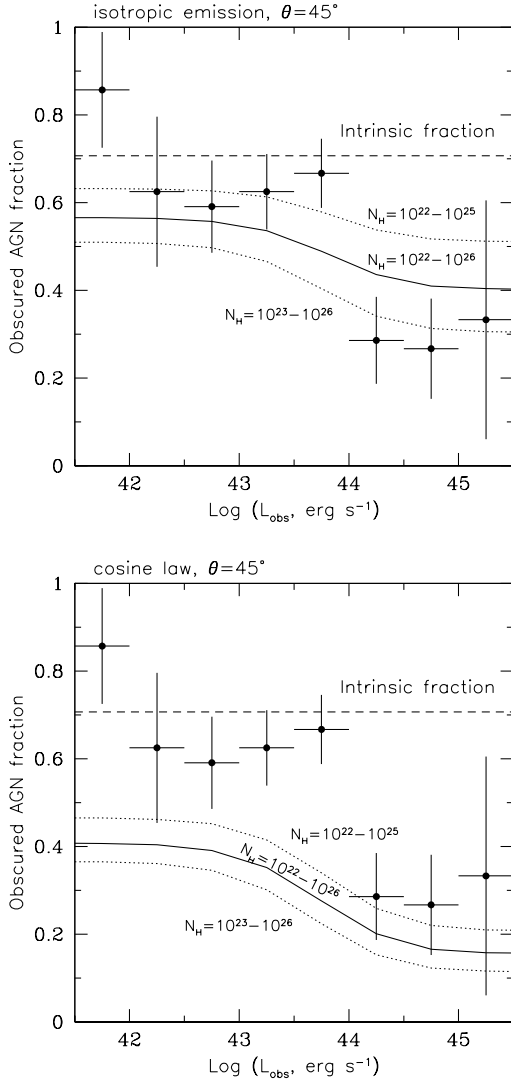 isotropic emission, θ=45°
1
0.8
0.6
0.4
0.2
0
Obscured AGN fraction
Intrinsic fraction
N_H=10^22−10^25
N_H=10^22−10^26
N_H=10^23−10^26
42 43 44 45
Log (L_obs, erg s^−1)
cosine law, θ=45°
1
0.8
0.6
0.4
0.2
0
Obscured AGN fraction
Intrinsic fraction
N_H=10^22−10^25
N_H=10^22−10^26
N_H=10^23−10^26
42 43 44 45
Log (L_obs, erg s^−1)